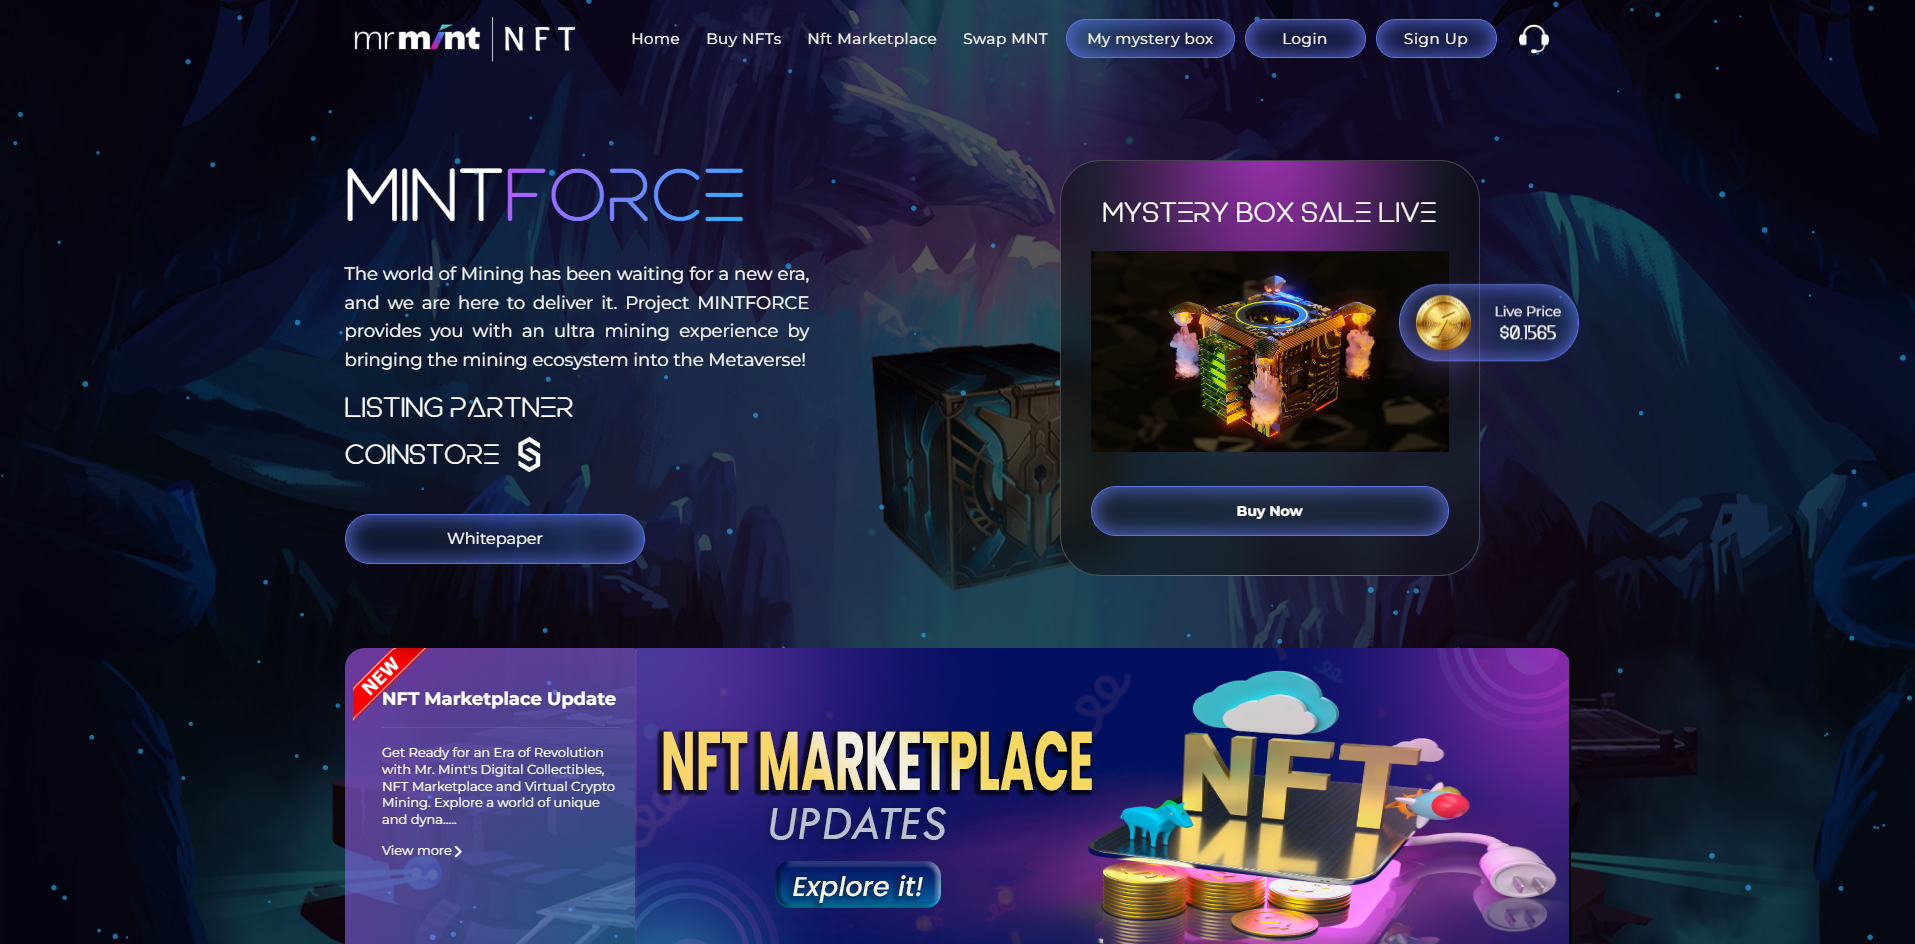 mrmint | NFT
Home
Buy NFTs
Nft Marketplace
Swap MNT
My mystery box
Login
Sign Up
MINTFORCE
The world of Mining has been waiting for a new era,
and we are here to deliver it. Project MINTFORCE
provides you with an ultra mining experience by
bringing the mining ecosystem into the Metaverse!
LISTING PARTNER
COINSTORE
Whitepaper
MYSTERY BOX SALE LIVE
Live Price
$0.1565
Buy Now
NEW
NFT Marketplace Update
Get Ready for an Era of Revolution
with Mr. Mint's Digital Collectibles,
NFT Marketplace and Virtual Crypto
Mining. Explore a world of unique
and dyna.....
View more
NFT MARKETPLACE
UPDATES
Explore it!
NFT